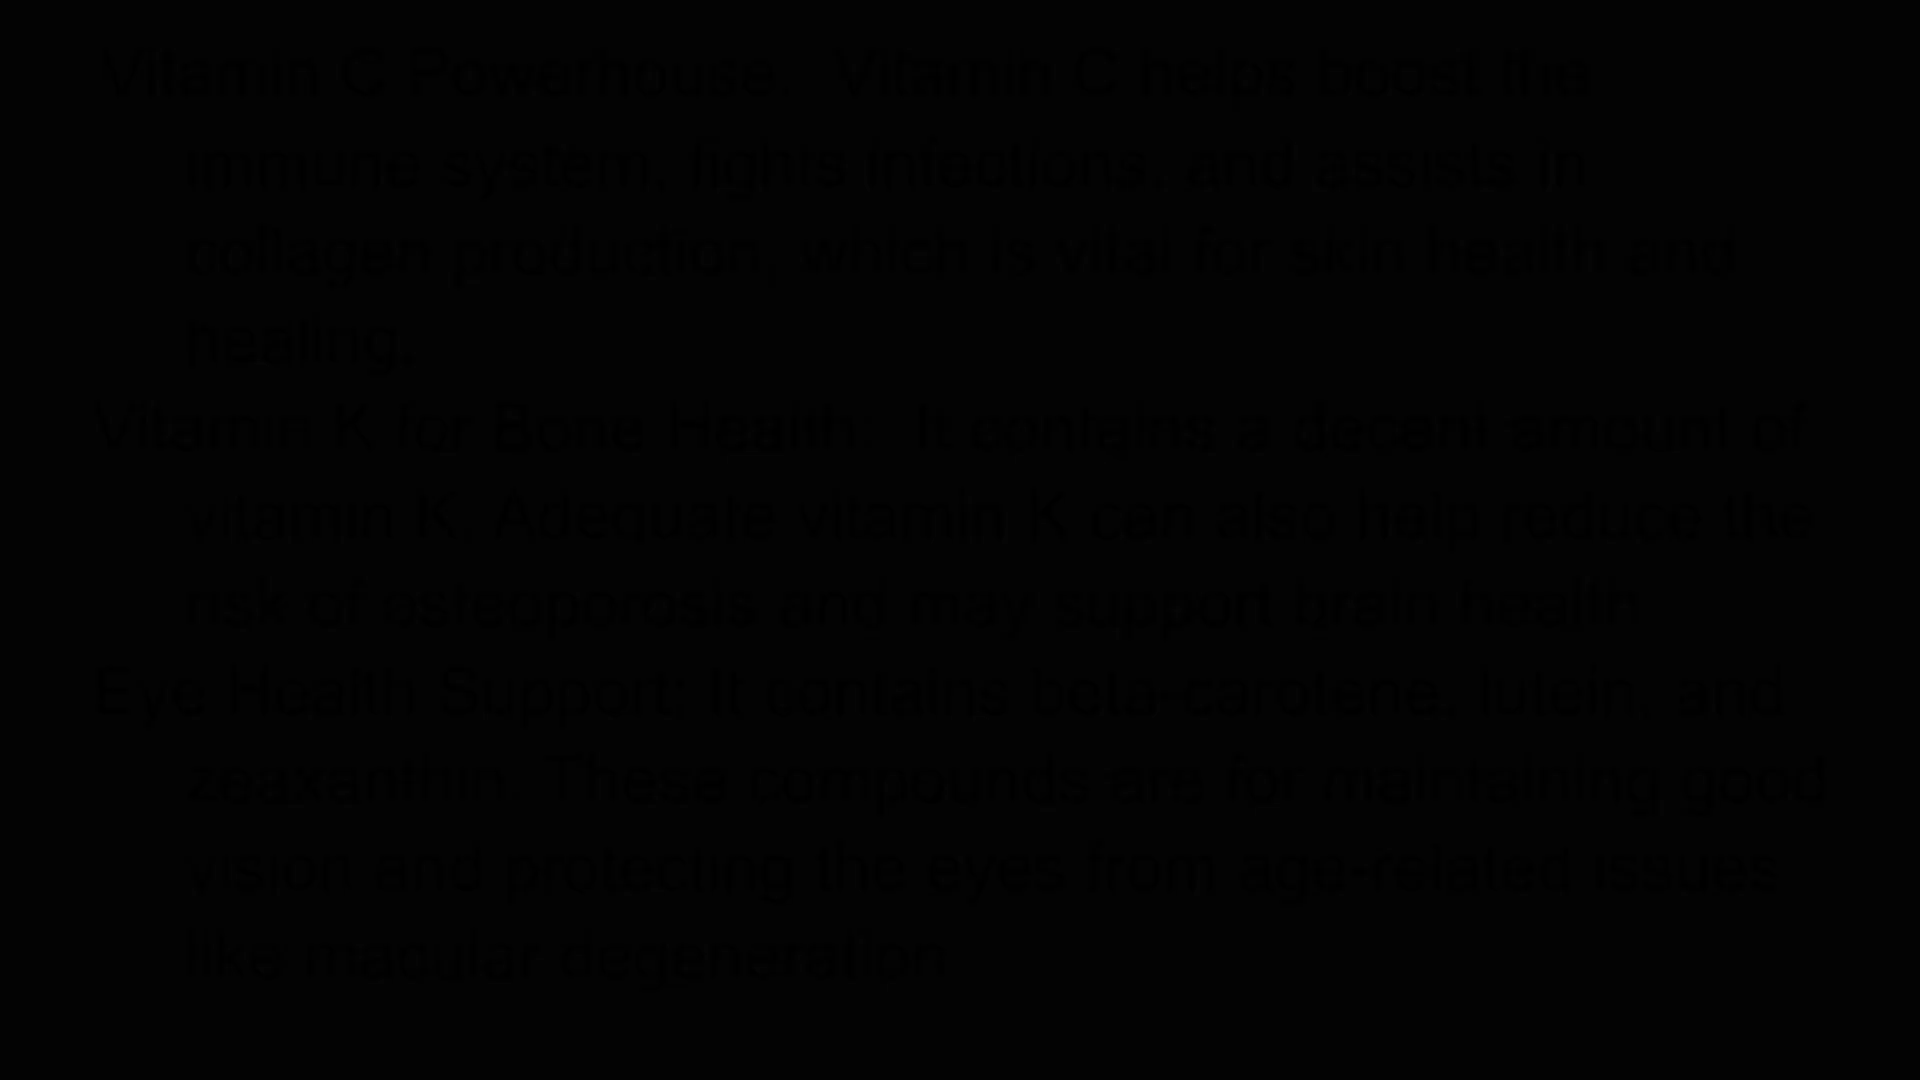 Vitamin C Powerhouse: Vitamin C helps boost the
immune system, fights infections, and assists in
collagen production, which is vital for skin health and
healing.
Vitamin K for Bone Health: It contains a decent amount of
vitamin K. Adequate vitamin K can also help reduce the
risk of osteoporosis and may support brain health
Eye Health Support: It contains beta-carotene, lutein, and
zeaxanthin. These compounds are for maintaining good
vision and protecting the eyes from age-related issues
like macular degeneration